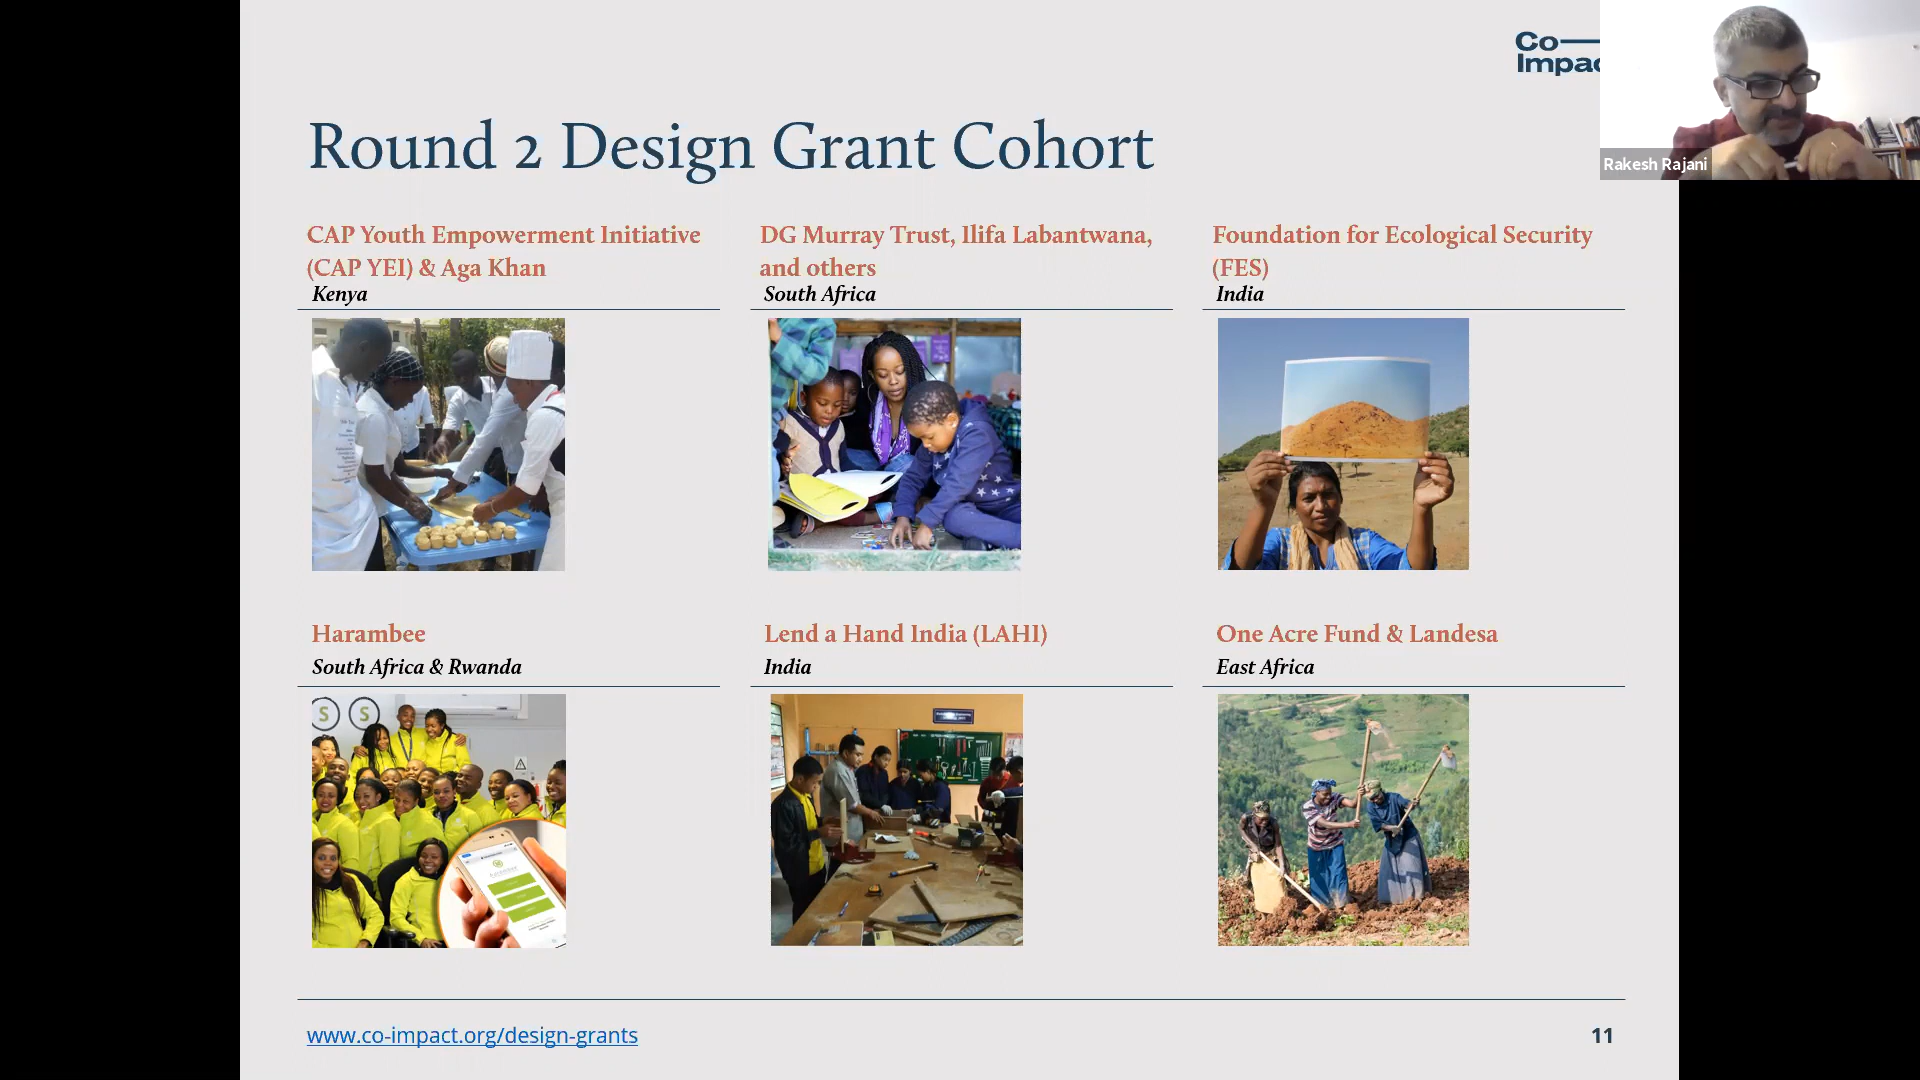 Co
Impac
Rakesh Rajani
Round 2 Design Grant Cohort
CAP Youth Empowerment Initiative
(CAP YEI) & Aga Khan
Kenya
DG Murray Trust, Ilifa Labantwana,
and others
South Africa
Foundation for Ecological Security
(FES)
India
Harambee
South Africa & Rwanda
S S
Lend a Hand India (LAHI)
India
One Acre Fund & Landesa
East Africa
www.co-impact.org/design-grants
11